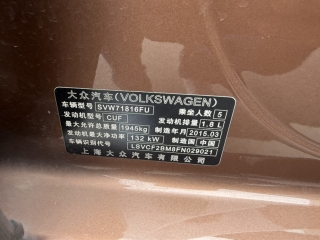 大众汽车(VOLKSWAGEN)
车辆型号 SVW71816FU 乘坐人数 5
发动机型号 CUF 发动机排量 1.8 L
最大允许总质量 1945kg 制造年月 2015.03
发动机最大净功率 132 kW 制造国 中国
车辆识别代号 LSVCF2BM8FN029021
上海大众汽车有限公司